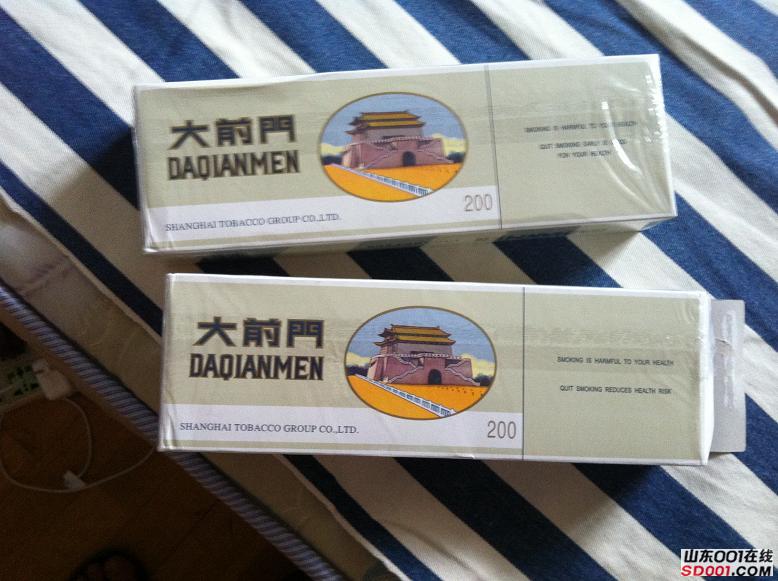 大前門
DAQIANMEN
200
SHANGHAI TOBACCO GROUP CO.,LTD.
SMOKING IS HARMFUL TO YOUR HEALTH
QUIT SMOKING EARLY IS GOOD
FOR YOUR HEALTH
大前門
DAQIANMEN
200
SHANGHAI TOBACCO GROUP CO.,LTD.
SMOKING IS HARMFUL TO YOUR HEALTH
QUIT SMOKING REDUCES HEALTH RISK
山东001在线
SD001.COM